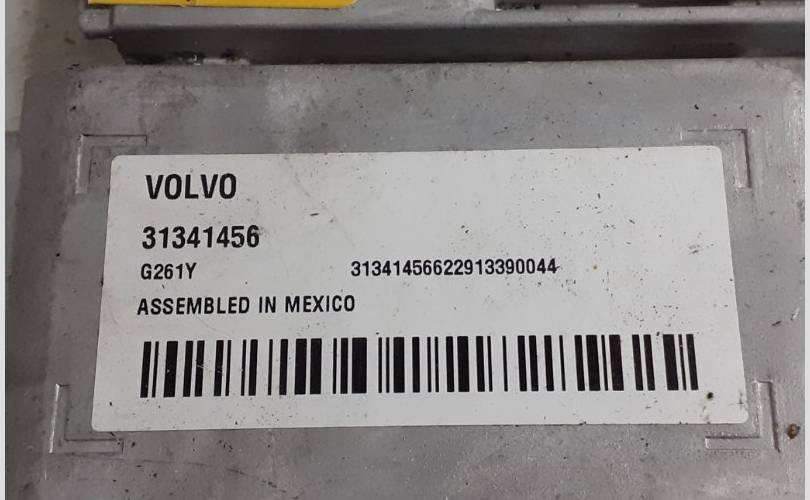 VOLVO
31341456
G261Y 31341456622913390044
ASSEMBLED IN MEXICO